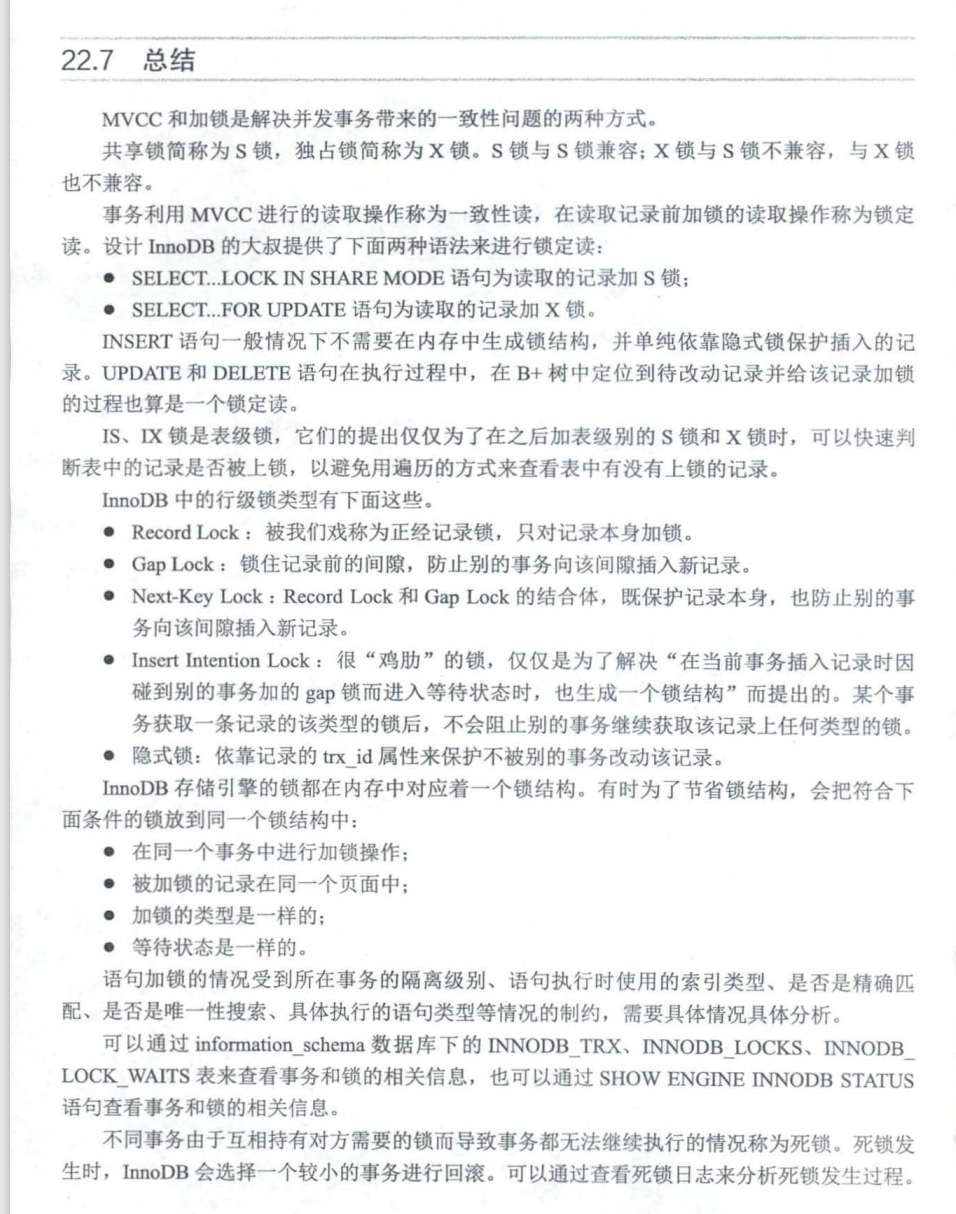 22.7 总结
MVCC 和加锁是解决并发事务带来的一致性问题的两种方式。
共享锁简称为 S 锁，独占锁简称为 X 锁。S 锁与 S 锁兼容；X 锁与 S 锁不兼容，与 X 锁
也不兼容。
事务利用 MVCC 进行的读取操作称为一致性读，在读取记录前加锁的读取操作称为锁定
读。设计 InnoDB 的大叔提供了下面两种语法来进行锁定读：
● SELECT...LOCK IN SHARE MODE 语句为读取的记录加 S 锁；
● SELECT...FOR UPDATE 语句为读取的记录加 X 锁。
INSERT 语句一般情况下不需要在内存中生成锁结构，并单纯依靠隐式锁保护插入的记
录。UPDATE 和 DELETE 语句在执行过程中，在 B+ 树中定位到待改动记录并给该记录加锁
的过程也算是一个锁定读。
IS、IX 锁是表级锁，它们的提出仅仅为了在之后加表级别的 S 锁和 X 锁时，可以快速判
断表中的记录是否被上锁，以避免用遍历的方式来查看表中有没有上锁的记录。
InnoDB 中的行级锁类型有下面这些。
● Record Lock：被我们戏称为正经记录锁，只对记录本身加锁。
● Gap Lock：锁住记录前的间隙，防止别的事务向该间隙插入新记录。
● Next-Key Lock：Record Lock 和 Gap Lock 的结合体，既保护记录本身，也防止别的事
务向该间隙插入新记录。
● Insert Intention Lock：很“鸡肋”的锁，仅仅是为了解决“在当前事务插入记录时因
碰到别的事务加的 gap 锁而进入等待状态时，也生成一个锁结构”而提出的。某个事
务获取一条记录的该类型的锁后，不会阻止别的事务继续获取该记录上任何类型的锁。
● 隐式锁：依靠记录的 trx_id 属性来保护不被别的事务改动该记录。
InnoDB 存储引擎的锁都在内存中对应着一个锁结构。有时为了节省锁结构，会把符合下
面条件的锁放到同一个锁结构中：
● 在同一个事务中进行加锁操作；
● 被加锁的记录在同一个页面中；
● 加锁的类型是一样的；
● 等待状态是一样的。
语句加锁的情况受到所在事务的隔离级别、语句执行时使用的索引类型、是否是精确匹
配、是否是唯一性搜索、具体执行的语句类型等情况的制约，需要具体情况具体分析。
可以通过 information_schema 数据库下的 INNODB_TRX、INNODB_LOCKS、INNODB_
LOCK_WAITS 表来查看事务和锁的相关信息，也可以通过 SHOW ENGINE INNODB STATUS
语句查看事务和锁的相关信息。
不同事务由于互相持有对方需要的锁而导致事务都无法继续执行的情况称为死锁。死锁发
生时，InnoDB 会选择一个较小的事务进行回滚。可以通过查看死锁日志来分析死锁发生过程。